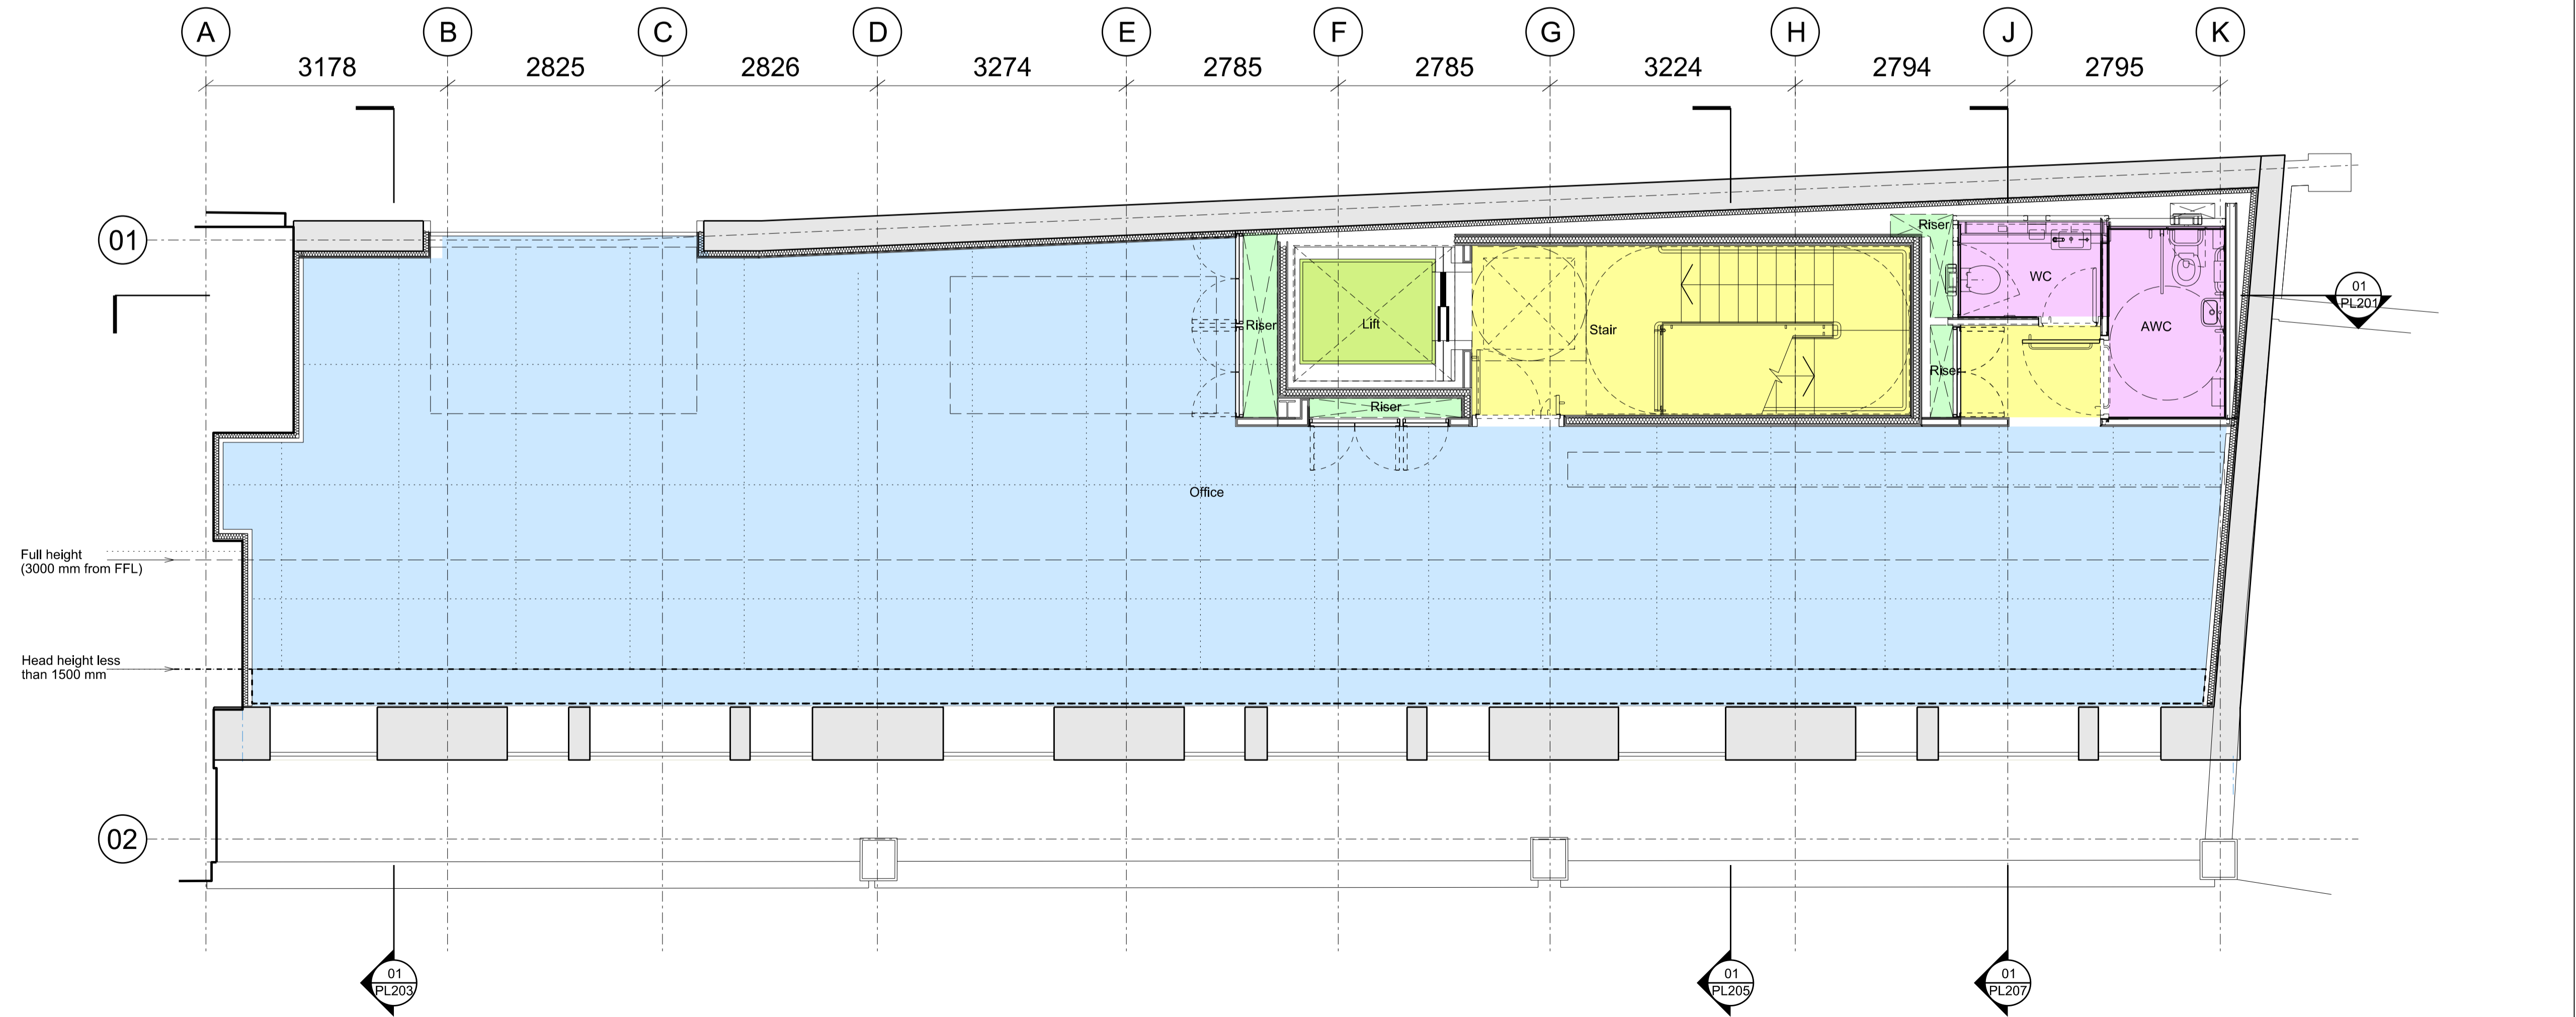 A B C D E F G H J K
3178 2825 2826 3274 2785 2785 3224 2794 2795
01
Riser
WC
01
PL201
Riser
Lift
Stair
AWC
Riser
Riser
Office
Full height
(3000 mm from FFL)
Head height less
than 1500 mm
02
01
PL203
01
PL205
01
PL207